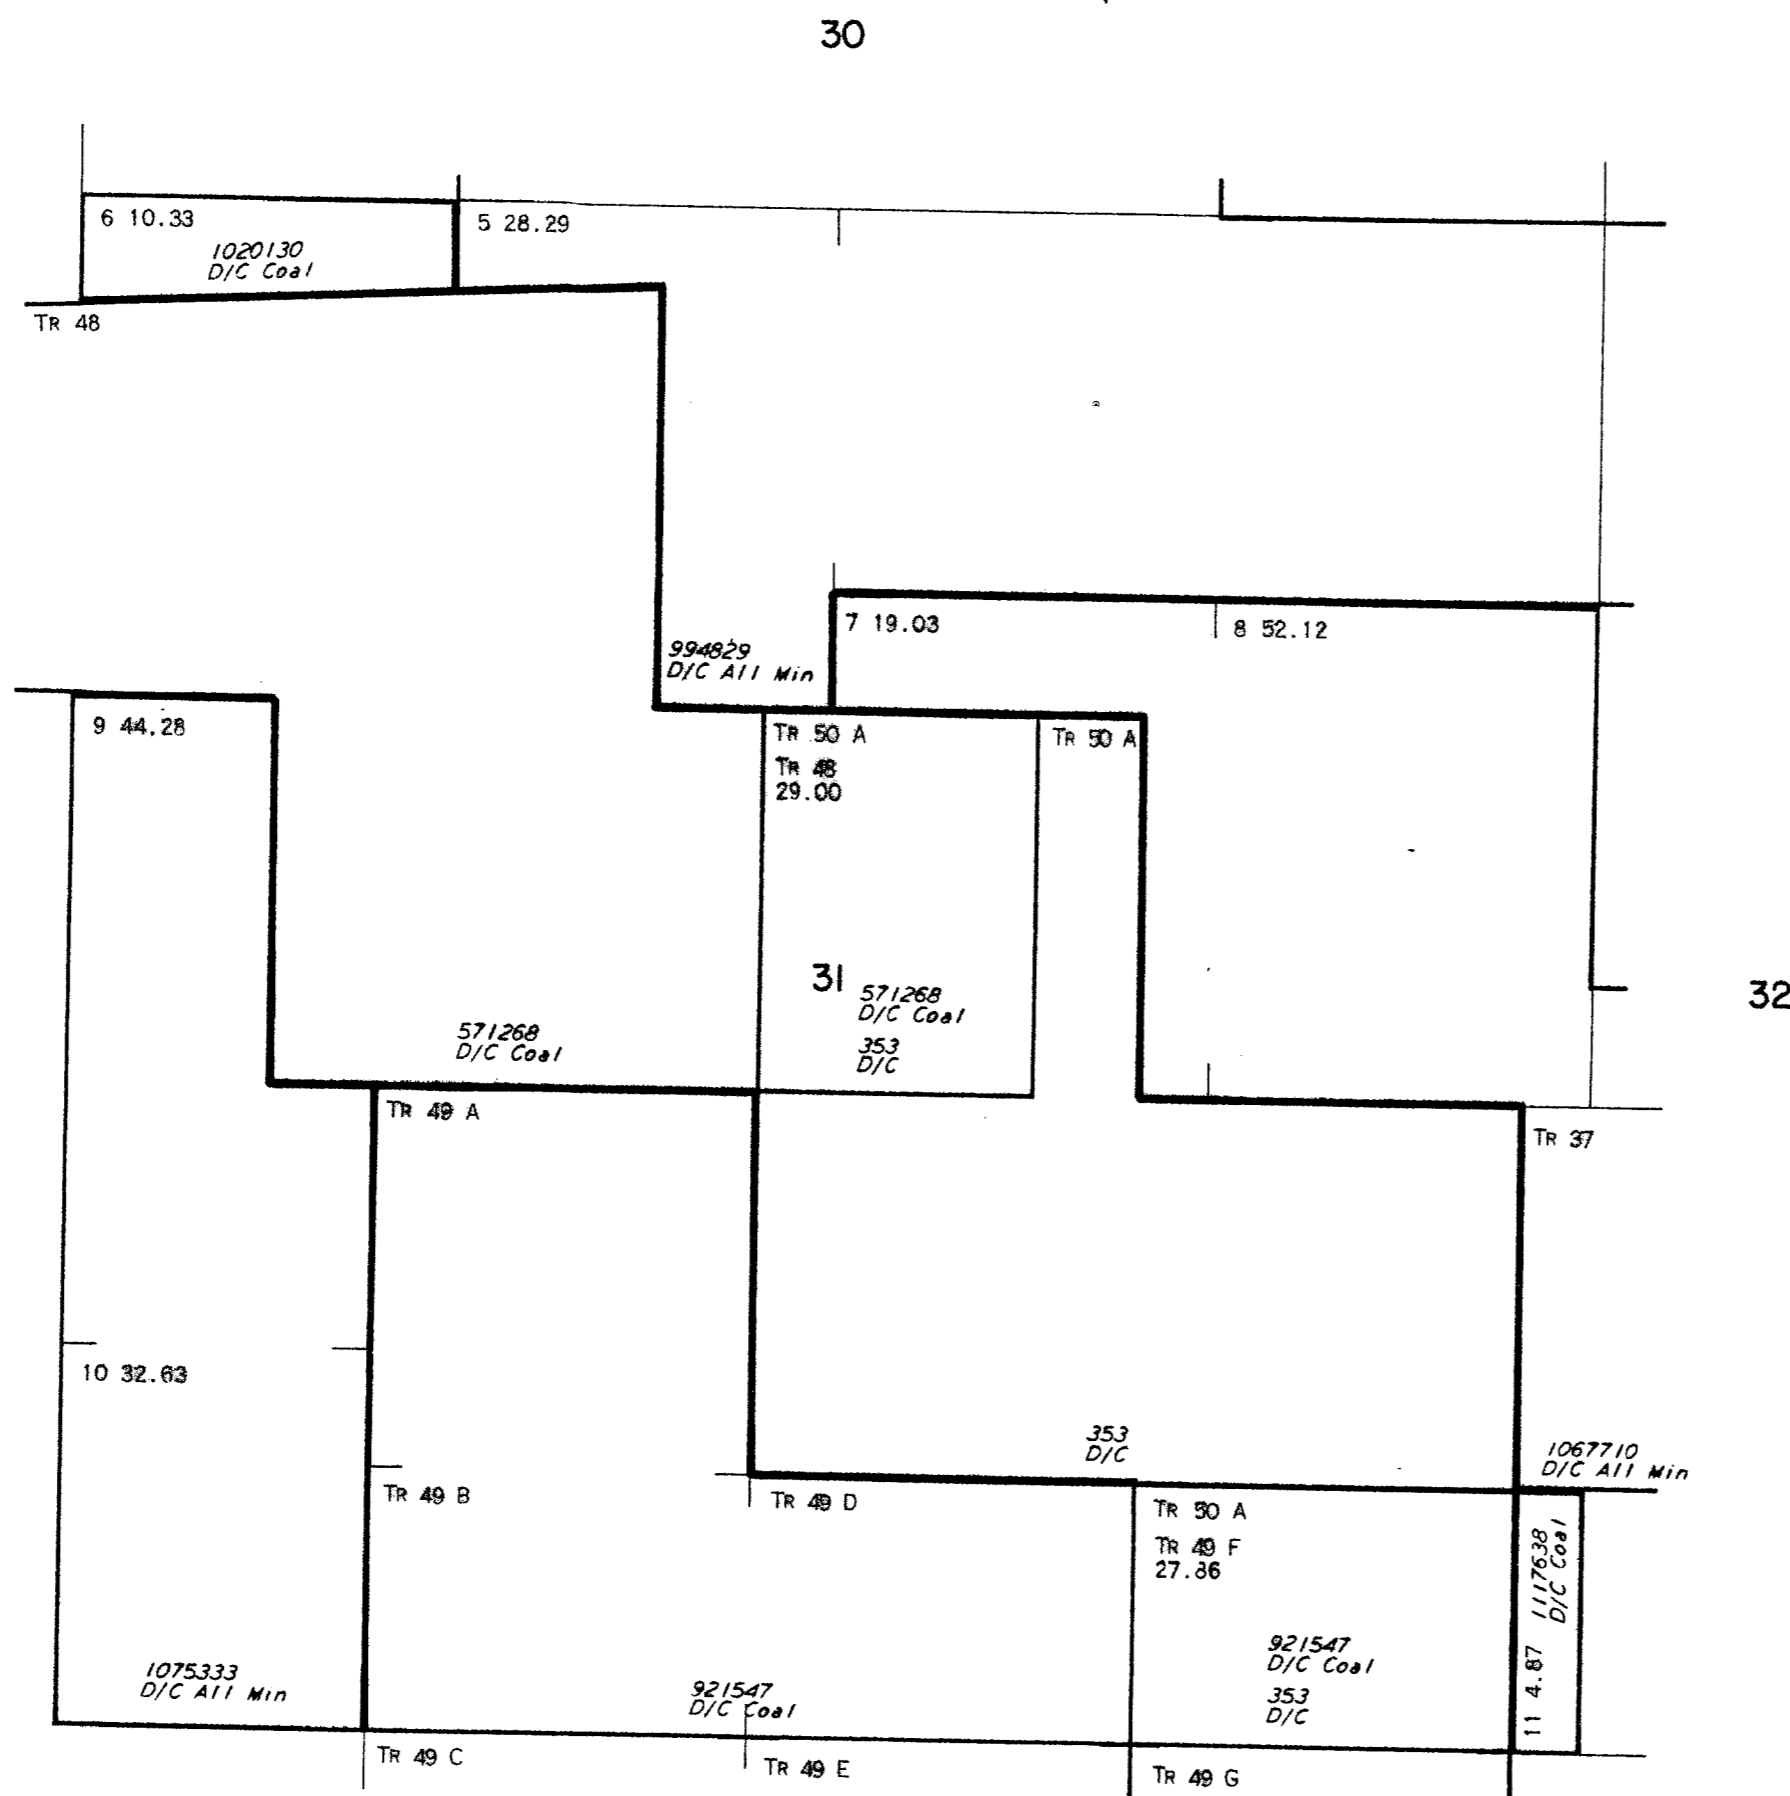 30
6 10.33
1020130
D/C Coal
5 28.29
TR 48
7 19.03
8 52.12
994829
D/C All Min
9 44.28
TR 50 A
TR 48
29.00
TR 50 A
31
32
571268
D/C Coal
353
D/C
571268
D/C Coal
TR 49 A
TR 37
10 32.63
353
D/C
1067710
D/C All Min
TR 49 B
TR 49 D
TR 50 A
TR 49 F
27.86
1117638
D/C Coal
11 4.87
921547
D/C Coal
353
D/C
1075333
D/C All Min
921547
D/C Coal
TR 49 C
TR 49 E
TR 49 G